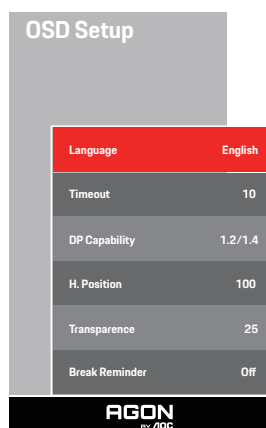 OSD Setup
Language English
Timeout 10
DP Capability 1.2/1.4
H. Position 100
Transparence 25
Break Reminder Off
AGON
BY AOC